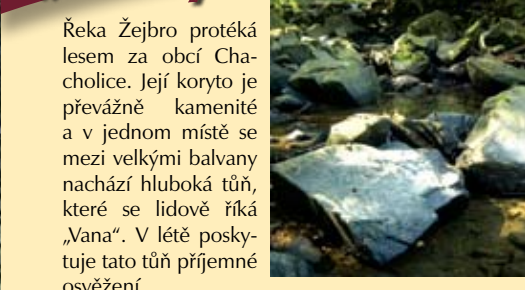 Řeka Žejbro protéká
lesem za obcí Cha-
cholice. Její koryto je
převážně kamenité
a v jednom místě se
mezi velkými balvany
nachází hluboká tůň,
které se lidově říká
„Vana“. V létě posky-
tuje tato tůň příjemné
osvěžení.